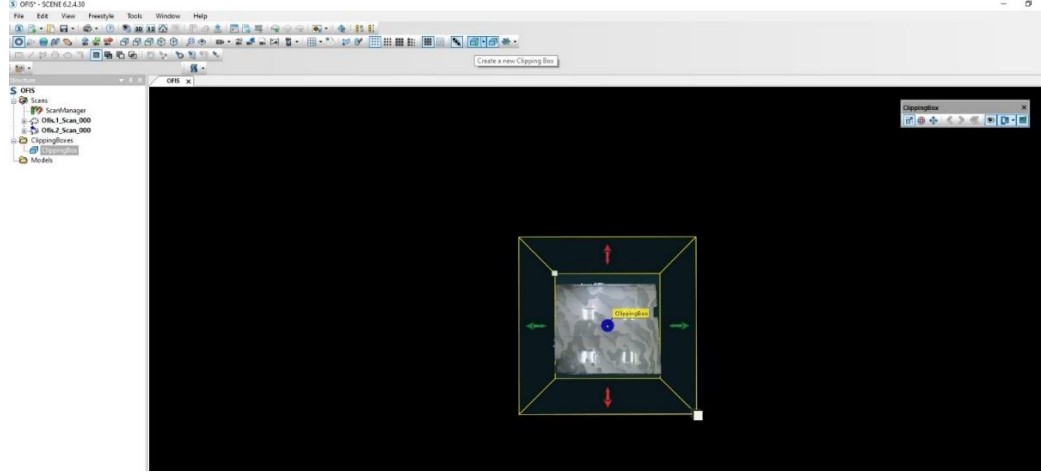 OFIS* - SCENE 6.2.4.30
File Edit View Freestyle Tools Window Help
Create a new Clipping Box
Structure
OFIS x
OFIS
Scans
ScanManager
Ofis.1_Scan_000
Ofis.2_Scan_000
ClippingBoxes
ClippingBox
Models
ClippingBox x
ClippingBox